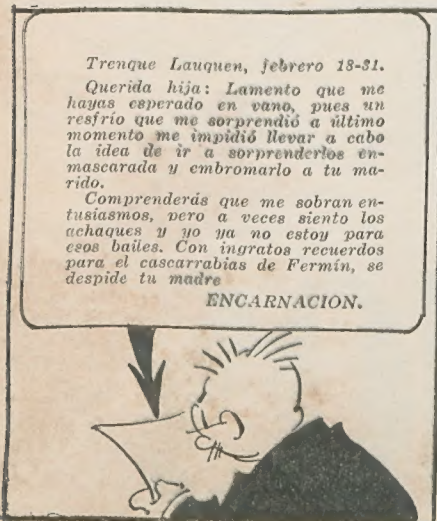 Trenque Lauquen, febrero 18-31.
Querida hija: Lamento que me
hayas esperado en vano, pues un
resfrío que me sorprendió a último
momento me impidió llevar a cabo
la idea de ir a sorprenderlos en-
mascarada y embromarlo a tu ma-
rido.
Comprenderás que me sobran en-
tusiasmos, pero a veces siento los
achaques y yo ya no estoy para
esos bailes. Con ingratos recuerdos
para el cascarrabias de Fermín, se
despide tu madre
ENCARNACION.